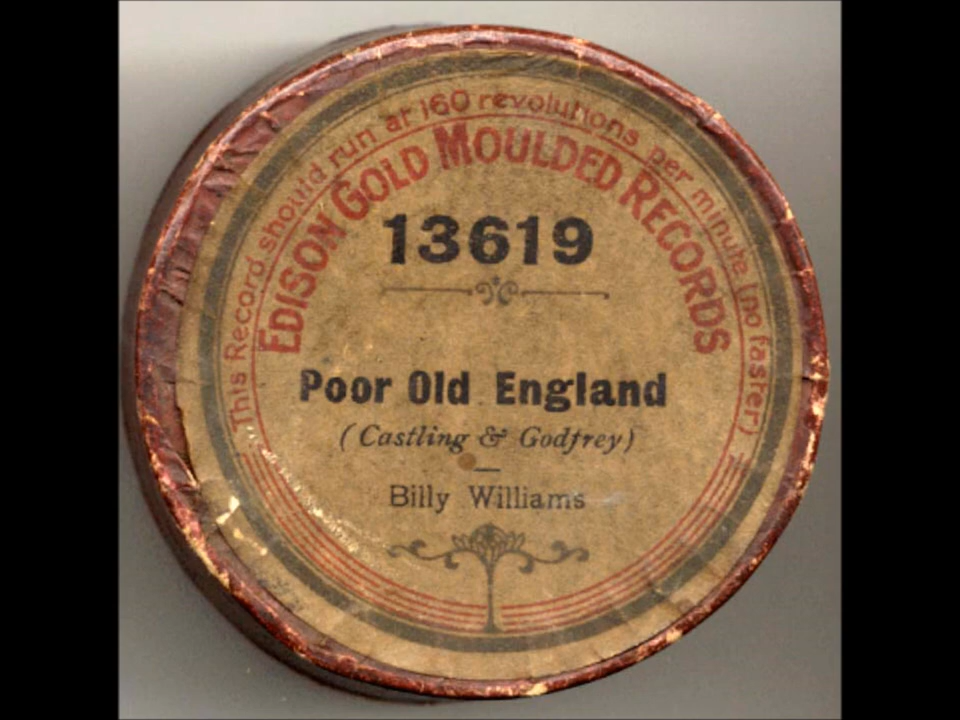 This Record should run at 160 revolutions per minute (no faster)
EDISON GOLD MOULDED RECORDS
13619
Poor Old England
(Castling & Godfrey)
Billy Williams